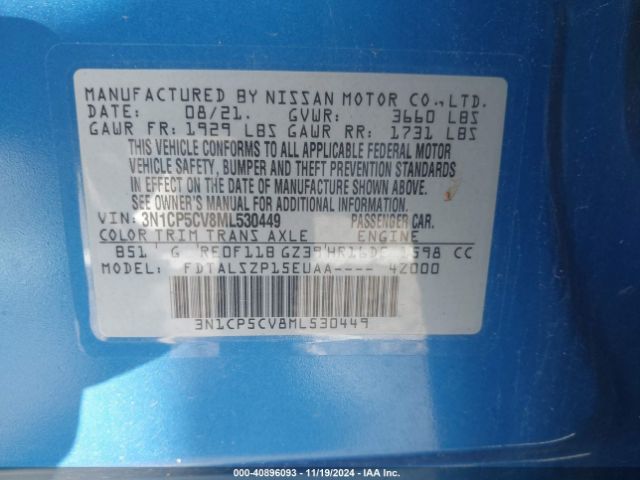 MANUFACTURED BY NISSAN MOTOR CO.,LTD.
DATE: 08/21. GVWR: 3660 LBS
GAWR FR: 1929 LBS GAWR RR: 1731 LBS
THIS VEHICLE CONFORMS TO ALL APPLICABLE FEDERAL MOTOR
VEHICLE SAFETY, BUMPER AND THEFT PREVENTION STANDARDS
IN EFFECT ON THE DATE OF MANUFACTURE SHOWN ABOVE.
SEE OWNER'S MANUAL FOR ADDITIONAL INFORMATION.
VIN: 3N1CP5CV8ML530449 PASSENGER CAR.
COLOR TRIM TRANS AXLE ENGINE
B51 G RE0F11B GZ39 HR16DE 1598 CC
MODEL: FDTALSZP15EUAA---- 4Z000
3N1CP5CV8ML530449
000-40896093 - 11/19/2024 - IAA Inc.